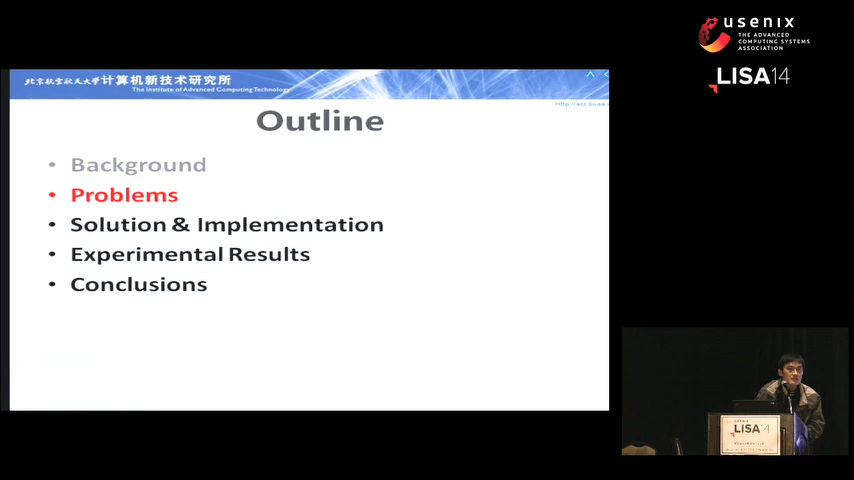 usenix
THE ADVANCED
COMPUTING SYSTEMS
ASSOCIATION
LISA14
北京航空航天大学计算机新技术研究所
The Institute of Advanced Computing Technology
Outline
• Background
• Problems
• Solution & Implementation
• Experimental Results
• Conclusions
LISA14